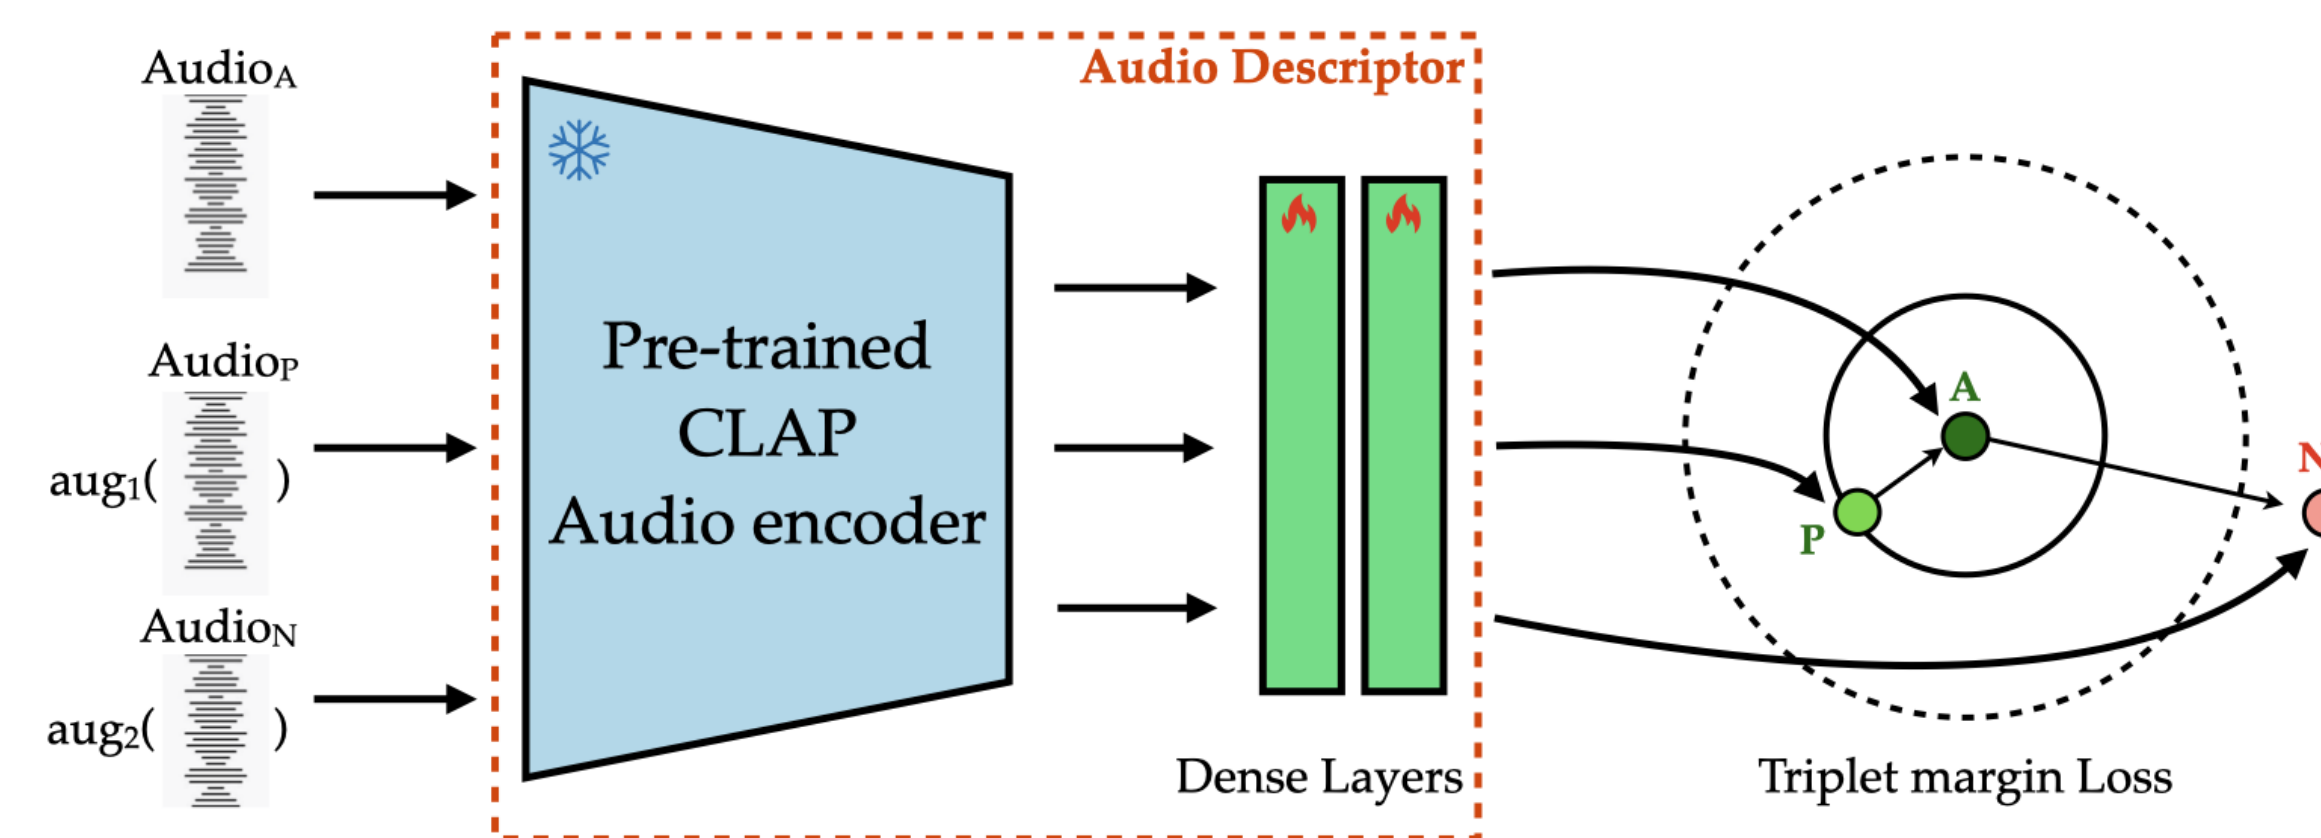 Audio Descriptor
AudioA
AudioP
aug1( )
AudioN
aug2( )
Pre-trained
CLAP
Audio encoder
Dense Layers
A
P
N
Triplet margin Loss